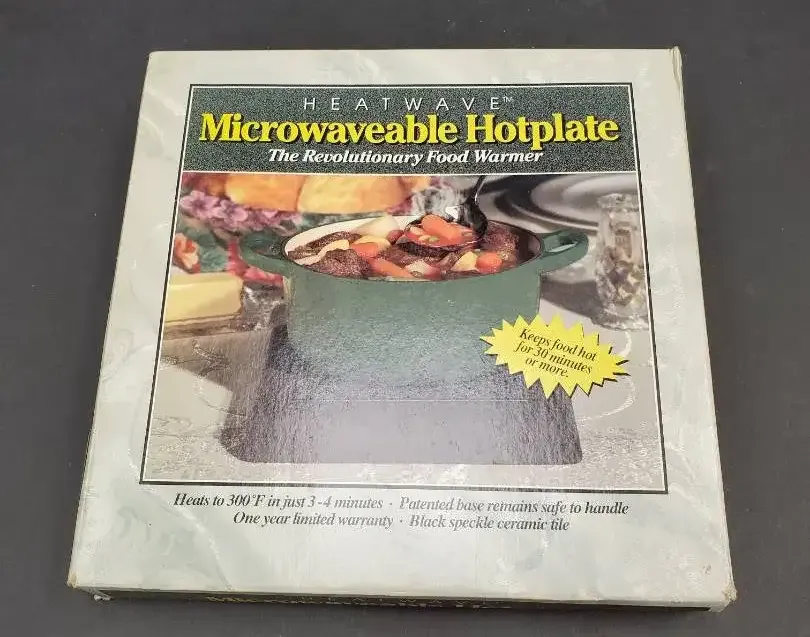 HEATWAVE™
Microwaveable Hotplate
The Revolutionary Food Warmer
Keeps food hot
for 30 minutes
or more.
Heats to 300°F in just 3-4 minutes · Patented base remains safe to handle
One year limited warranty · Black speckle ceramic tile